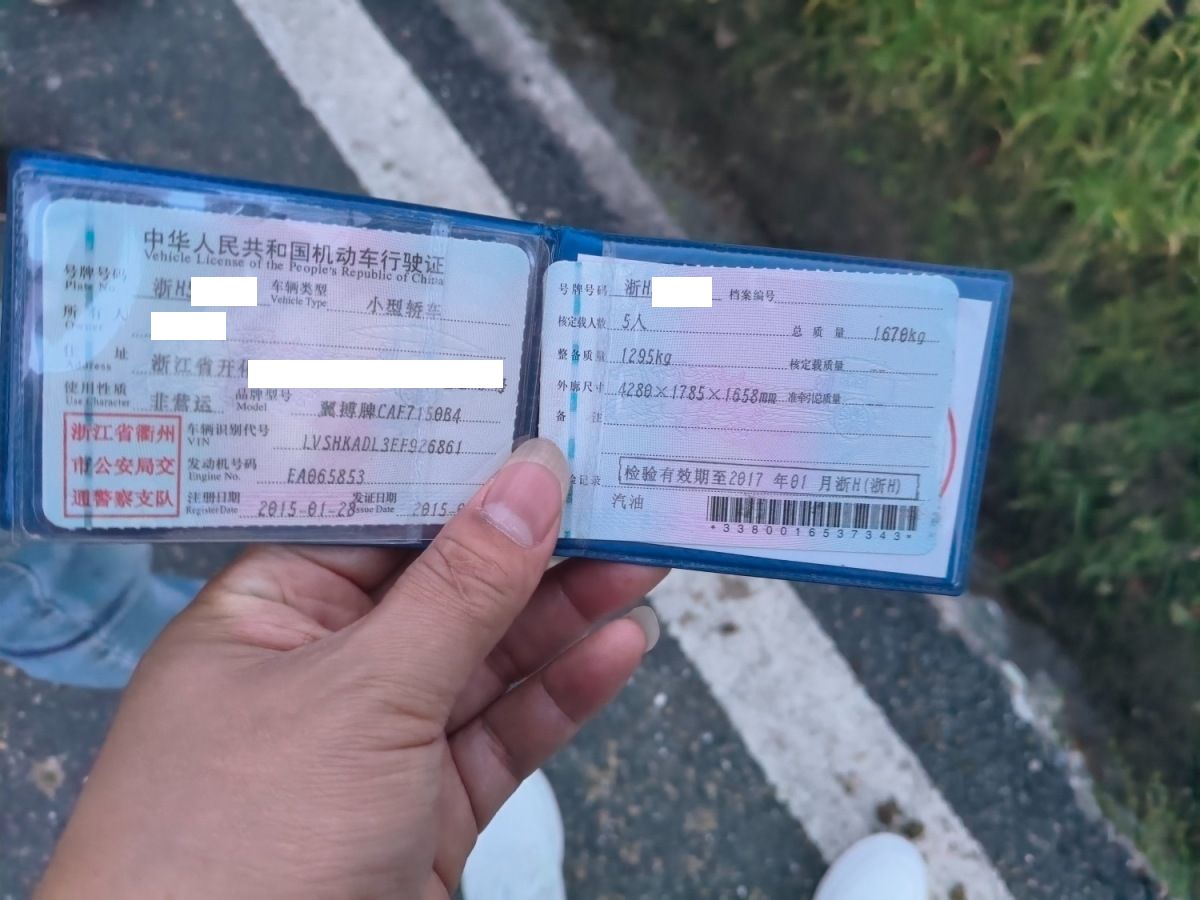 中华人民共和国机动车行驶证
Vehicle License of the People's Republic of China
号牌号码 浙H 车辆类型 小型轿车
Plate No. Vehicle Type
所有人
Owner
住址 浙江省开化
Address
使用性质 非营运 品牌型号 翼搏牌CAF7150B4
Use Character Model
浙江省衢州
市公安局交
通警察支队
车辆识别代号 LVSHKADL3FF926861
VIN
发动机号码 EA065853
Engine No.
注册日期 2015-01-28 发证日期 2015-0
Register Date Issue Date
号牌号码 浙H 档案编号
核定载人数 5人 总质量 1670kg
整备质量 1295kg 核定载质量
外廓尺寸 4280×1785×1658mm 准牵引总质量
备注
记录 检验有效期至2017 年01 月浙H(浙H)
汽油
*3380016537343*